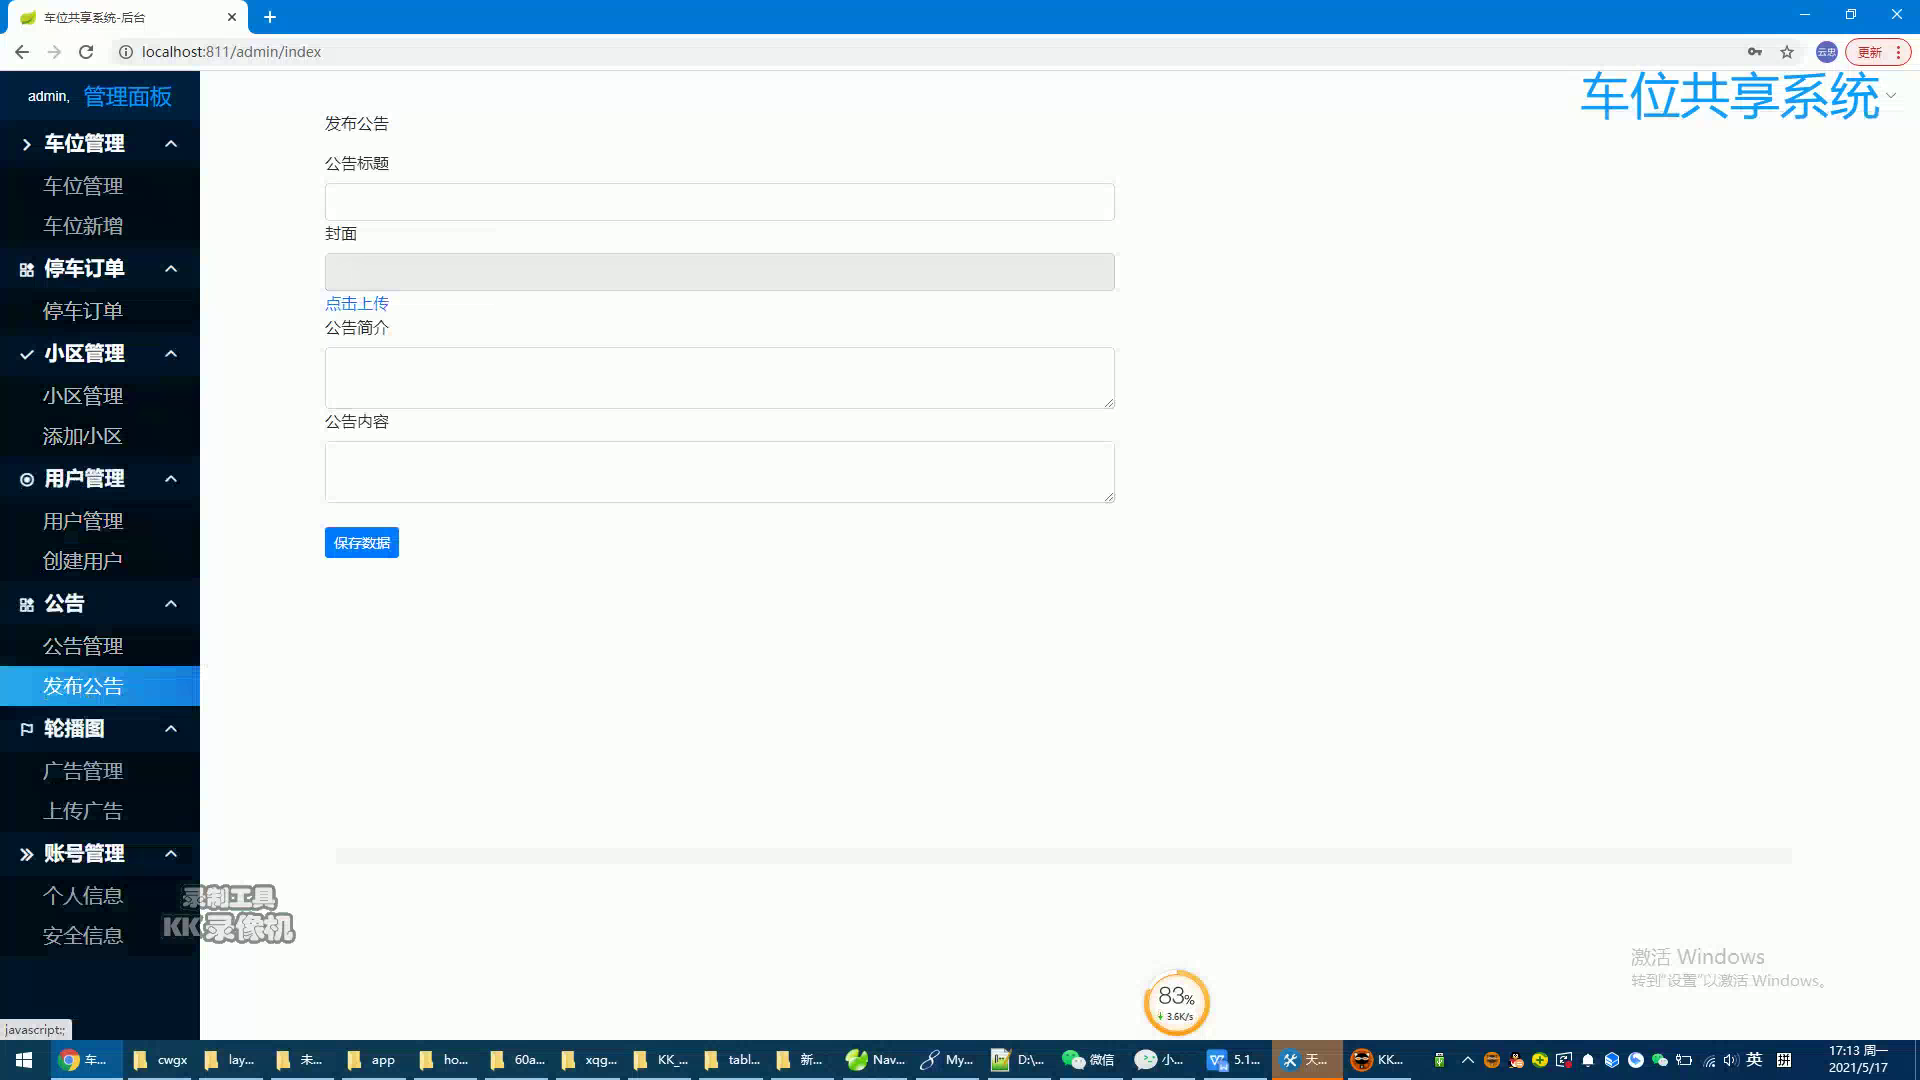 车位共享系统-后台
localhost:811/admin/index
云忠
更新
admin, 管理面板
车位共享系统
车位管理
车位管理
车位新增
停车订单
停车订单
小区管理
小区管理
添加小区
用户管理
用户管理
创建用户
公告
公告管理
发布公告
轮播图
广告管理
上传广告
账号管理
个人信息
安全信息
发布公告
公告标题
封面
点击上传
公告简介
公告内容
保存数据
录制工具
KK录像机
激活 Windows
转到"设置"以激活 Windows。
83%
3.6K/s
javascript:;
车...
cwgx
lay...
未...
app
ho...
60a...
xqg...
KK_...
tabl...
新...
Nav...
My...
D:\...
微信
小...
5.1...
天...
KK...
英
拼
17:13 周一
2021/5/17